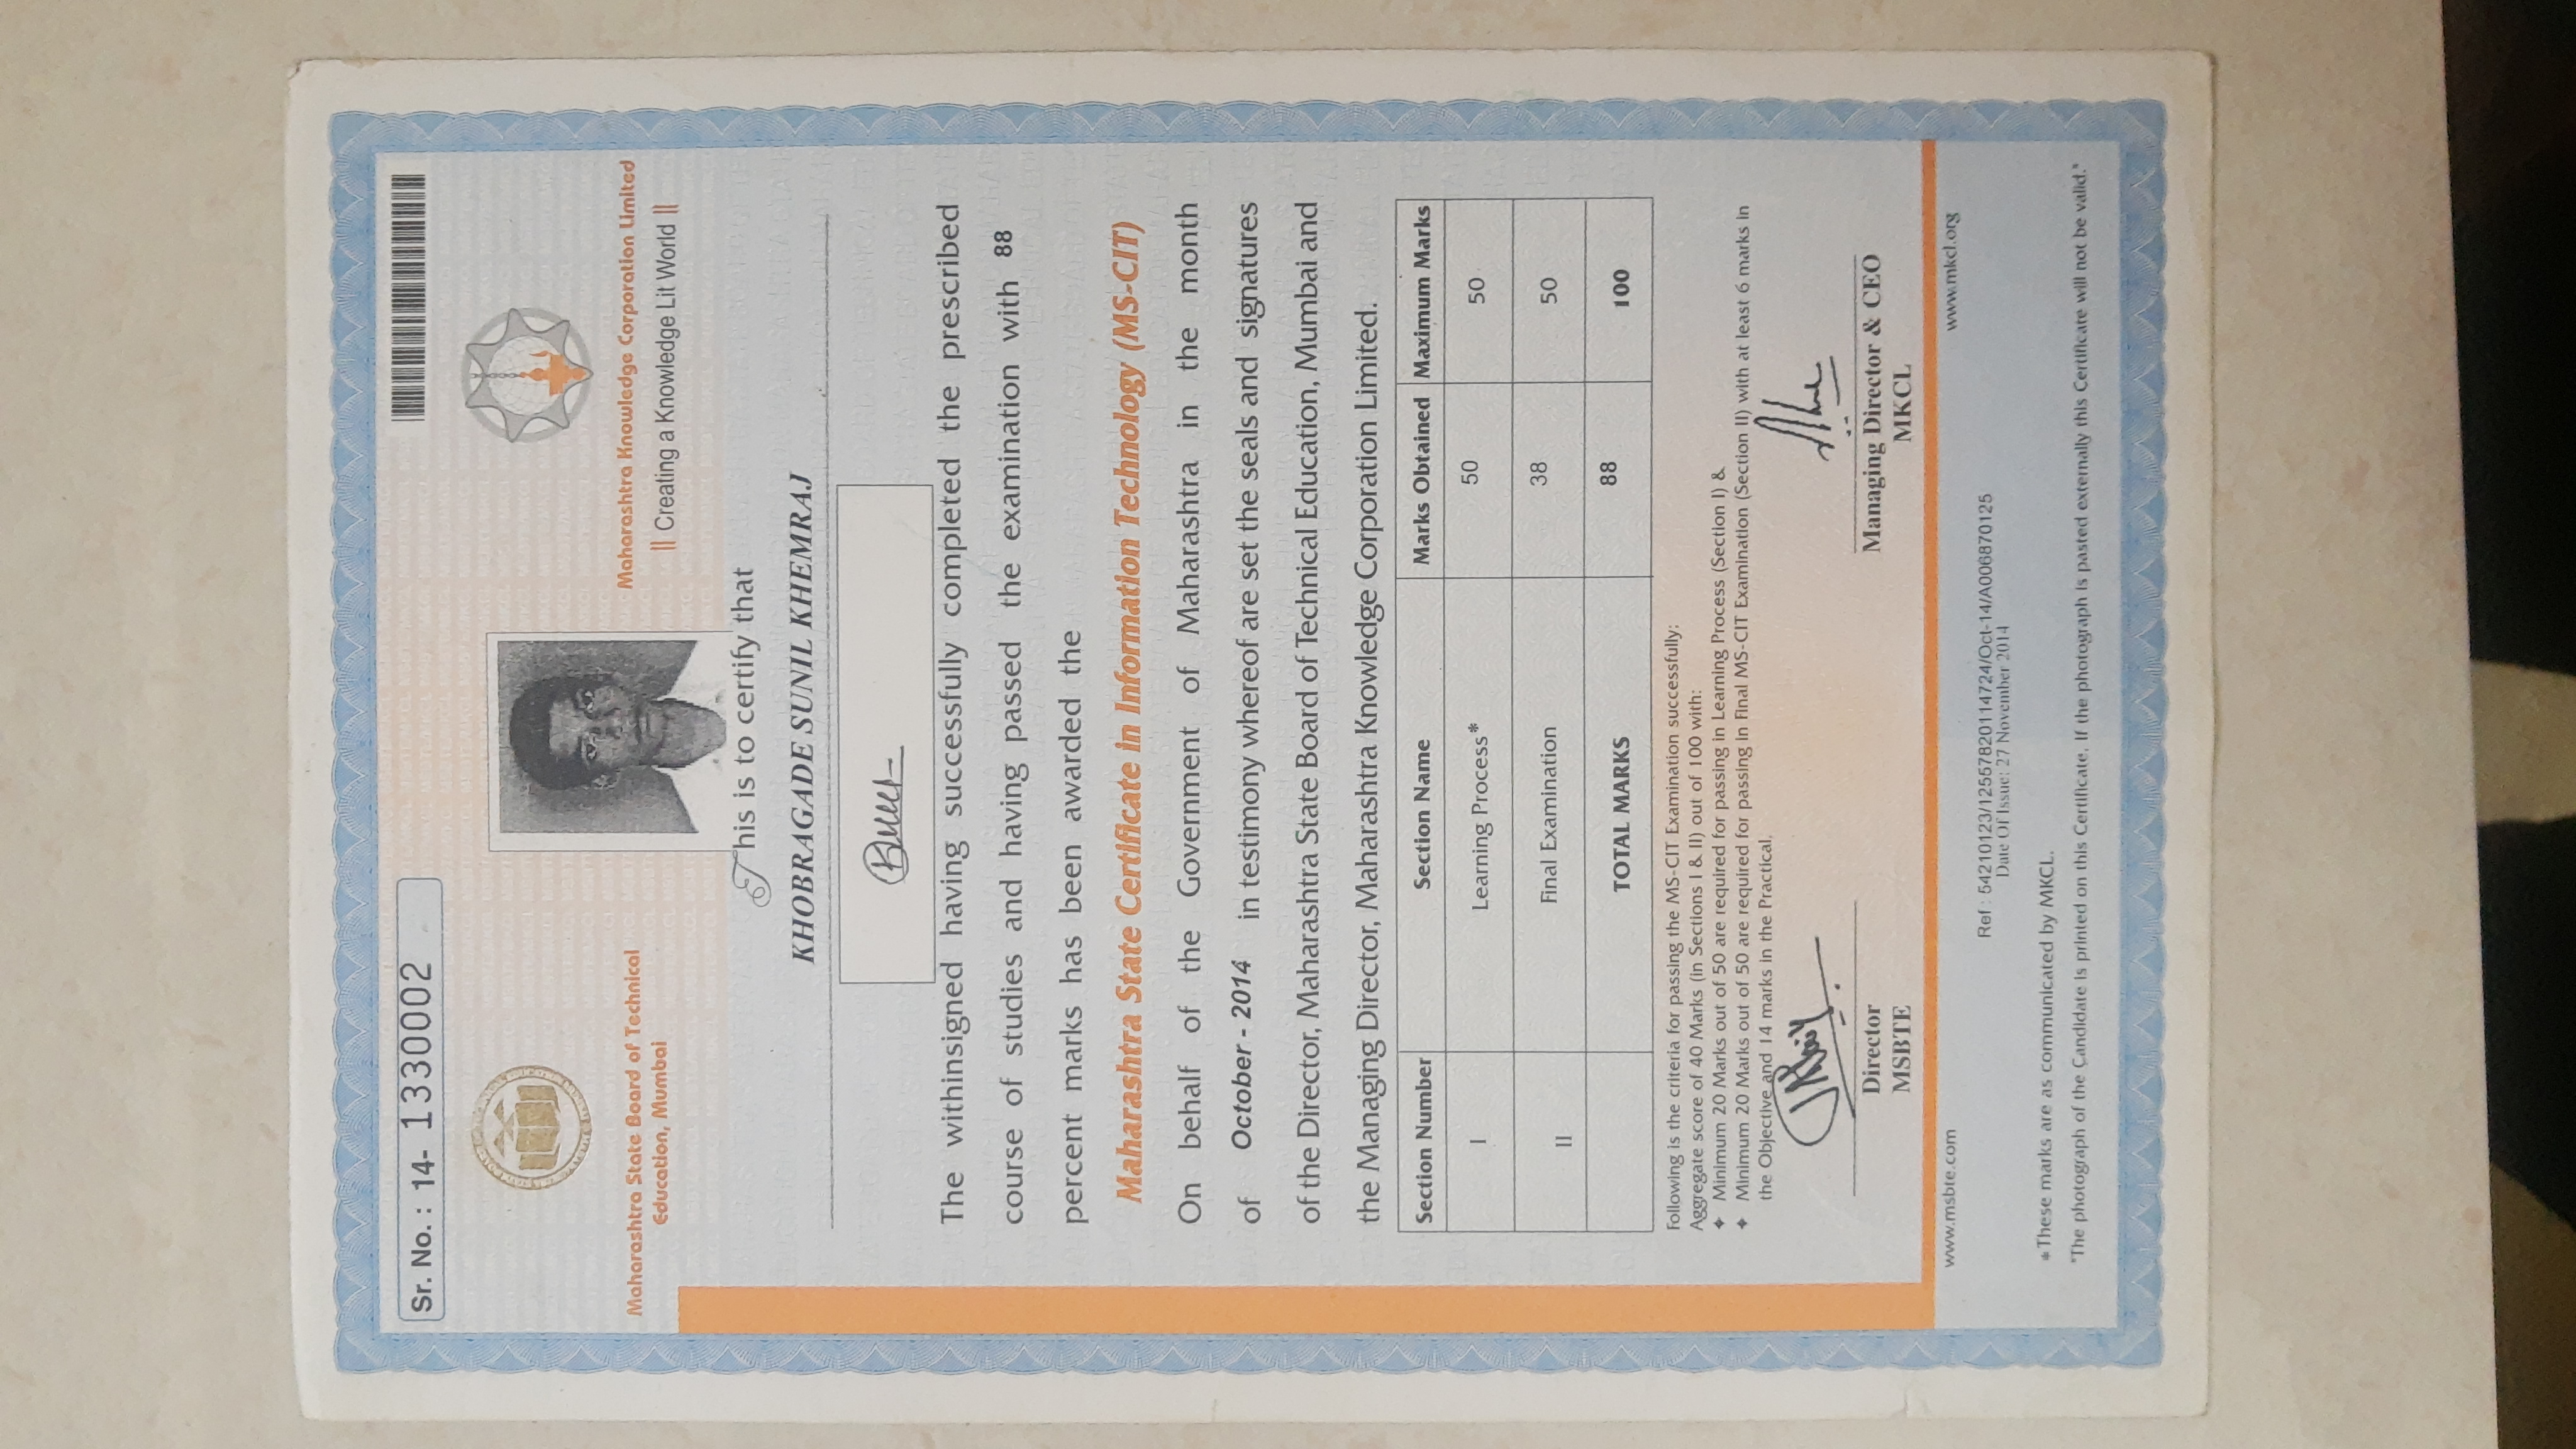 Sr. No. : 14- 1330002
Maharashtra State Board of Technical
Education, Mumbai
Maharashtra Knowledge Corporation Limited
|| Creating a Knowledge Lit World ||
This is to certify that
KHOBRAGADE SUNIL KHEMRAJ
The withinsigned having successfully completed the prescribed
course of studies and having passed the examination with 88
percent marks has been awarded the
Maharashtra State Certificate in Information Technology (MS-CIT)
On behalf of the Government of Maharashtra in the month
of October - 2014 in testimony whereof are set the seals and signatures
of the Director, Maharashtra State Board of Technical Education, Mumbai and
the Managing Director, Maharashtra Knowledge Corporation Limited.
Section Number Section Name Marks Obtained Maximum Marks
I Learning Process* 50 50
II Final Examination 38 50
TOTAL MARKS 88 100
Following is the criteria for passing the MS-CIT Examination successfully:
Aggregate score of 40 Marks (in Sections I & II) out of 100 with:
Minimum 20 Marks out of 50 are required for passing in Learning Process (Section I) &
Minimum 20 Marks out of 50 are required for passing in Final MS-CIT Examination (Section II) with at least 6 marks in
the Objective and 14 marks in the Practical.
Director
MSBTE
Managing Director & CEO
MKCL
www.msbte.com
www.mkcl.org
Ref : 54210123/12557820114724/Oct-14/A006870125
Date Of Issue: 27 November 2014
*These marks are as communicated by MKCL.
"The photograph of the Candidate is printed on this Certificate. If the photograph is pasted externally this Certificate will not be valid."